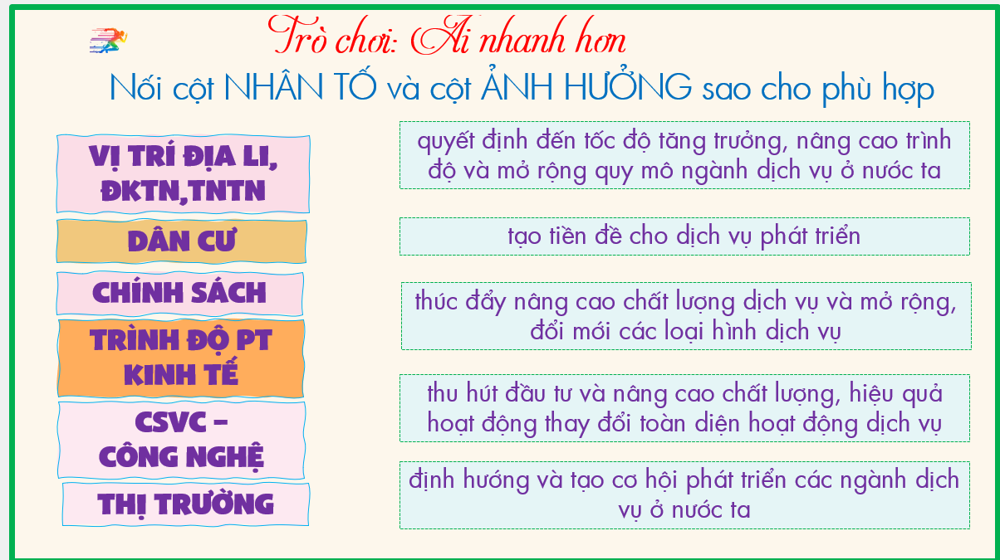 Trò chơi: Ai nhanh hơn
Nối cột NHÂN TỐ và cột ẢNH HƯỞNG sao cho phù hợp
VỊ TRÍ ĐỊA LI,
ĐKTN,TNTN
DÂN CƯ
CHÍNH SÁCH
TRÌNH ĐỘ PT
KINH TẾ
CSVC –
CÔNG NGHỆ
THỊ TRƯỜNG
quyết định đến tốc độ tăng trưởng, nâng cao trình
độ và mở rộng quy mô ngành dịch vụ ở nước ta
tạo tiền đề cho dịch vụ phát triển
thúc đẩy nâng cao chất lượng dịch vụ và mở rộng,
đổi mới các loại hình dịch vụ
thu hút đầu tư và nâng cao chất lượng, hiệu quả
hoạt động thay đổi toàn diện hoạt động dịch vụ
định hướng và tạo cơ hội phát triển các ngành dịch
vụ ở nước ta